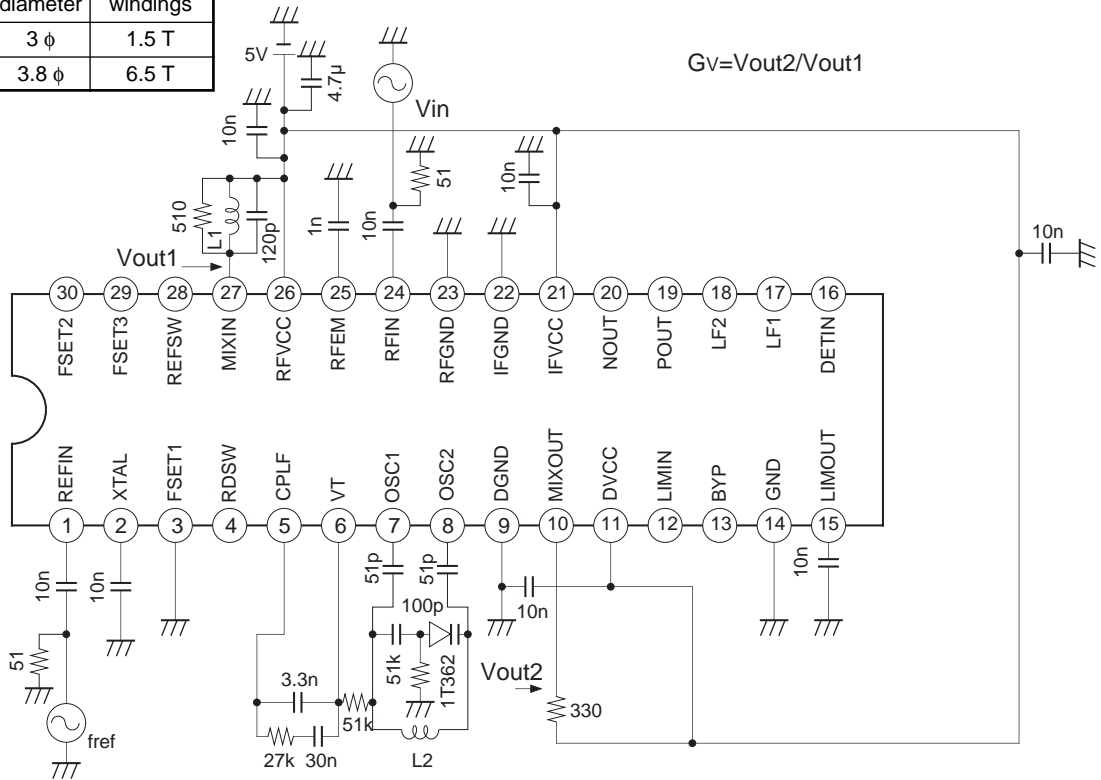 diameter windings
3 ϕ 1.5 T
3.8 ϕ 6.5 T
5V
4.7µ
10n
Vin
GV=Vout2/Vout1
510
L1
120p
1n
10n
51
10n
10n
Vout1
30 29 28 27 26 25 24 23 22 21 20 19 18 17 16
FSET2 FSET3 REFSW MIXIN RFVCC RFEM RFIN RFGND IFGND IFVCC NOUT POUT LF2 LF1 DETIN
REFIN XTAL FSET1 RDSW CPLF VT OSC1 OSC2 DGND MIXOUT DVCC LIMIN BYP GND LIMOUT
1 2 3 4 5 6 7 8 9 10 11 12 13 14 15
10n
10n
51p
51p
10n
10n
100p
51
51k
1T362
Vout2
3.3n
51k
330
27k 30n
L2
fref